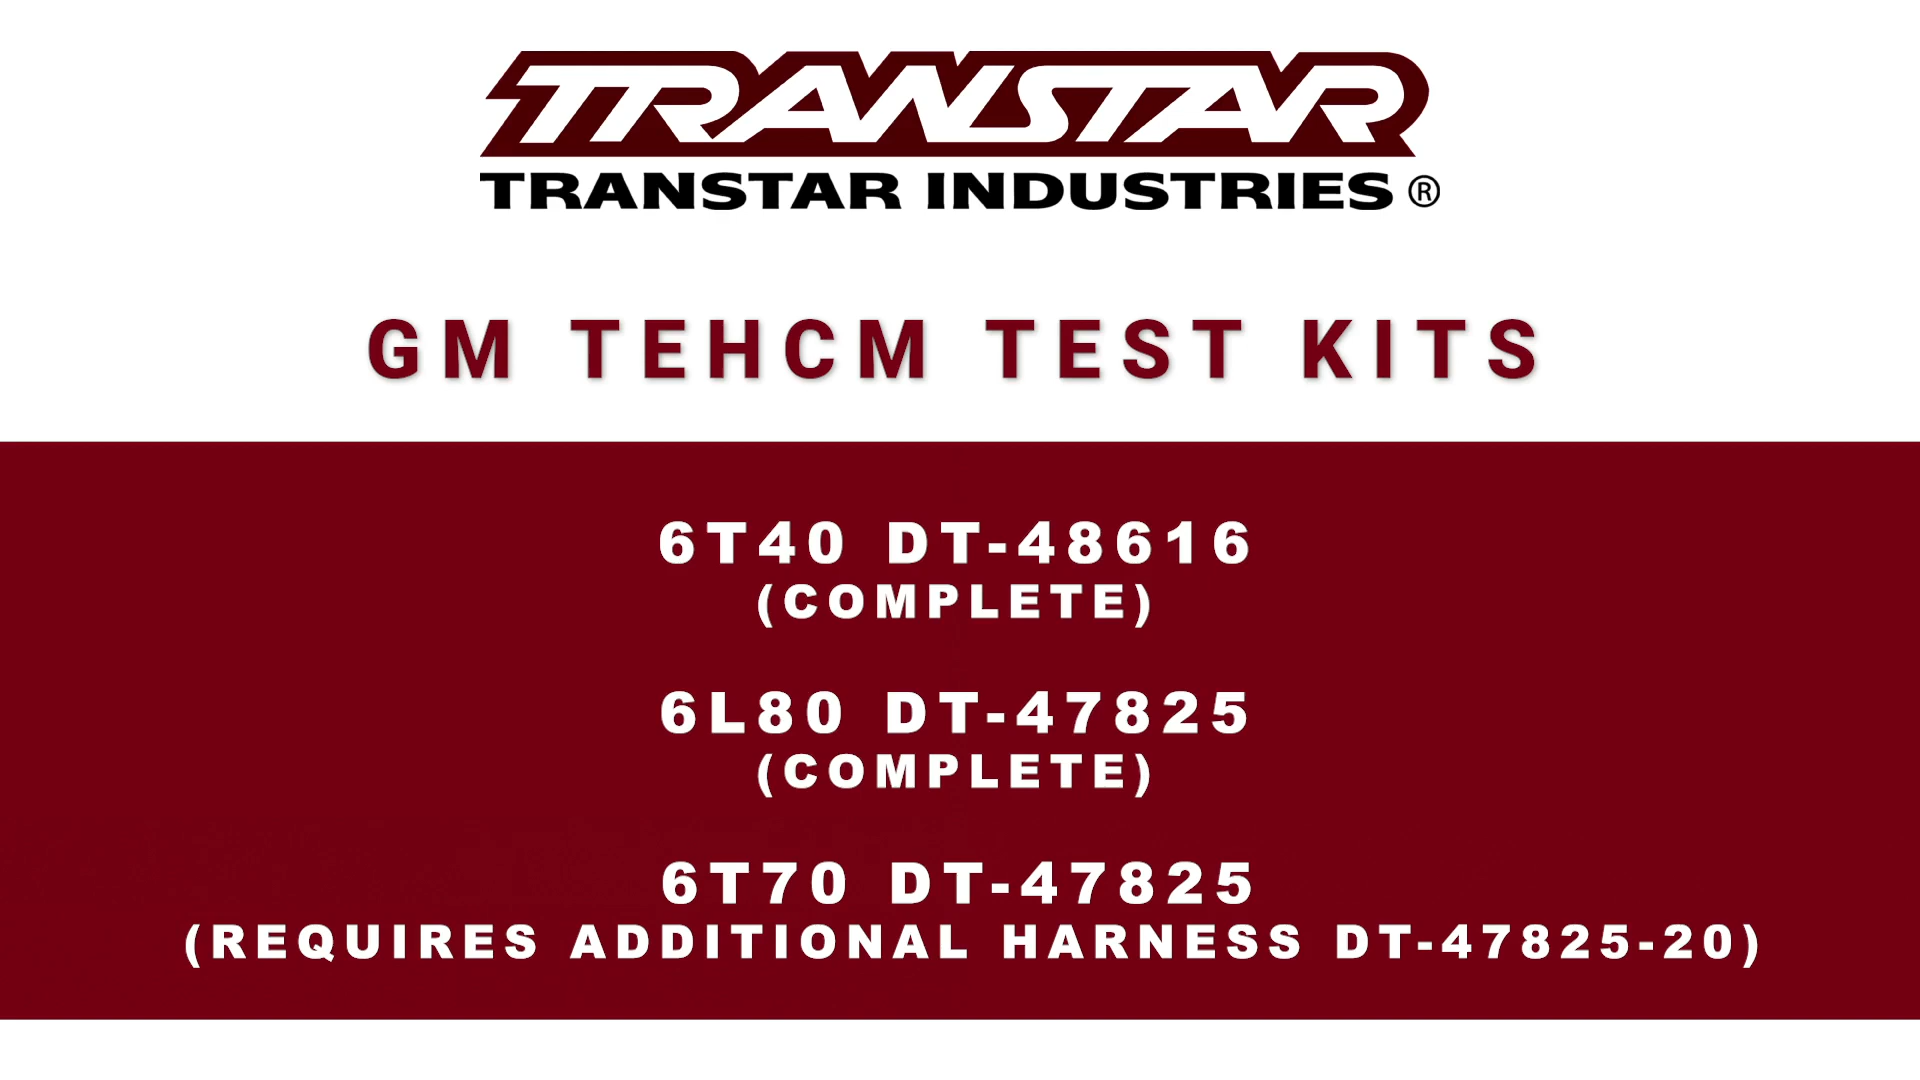 TRANSTAR
TRANSTAR INDUSTRIES ®
GM TEHCM TEST KITS
6T40 DT-48616
(COMPLETE)
6L80 DT-47825
(COMPLETE)
6T70 DT-47825
(REQUIRES ADDITIONAL HARNESS DT-47825-20)